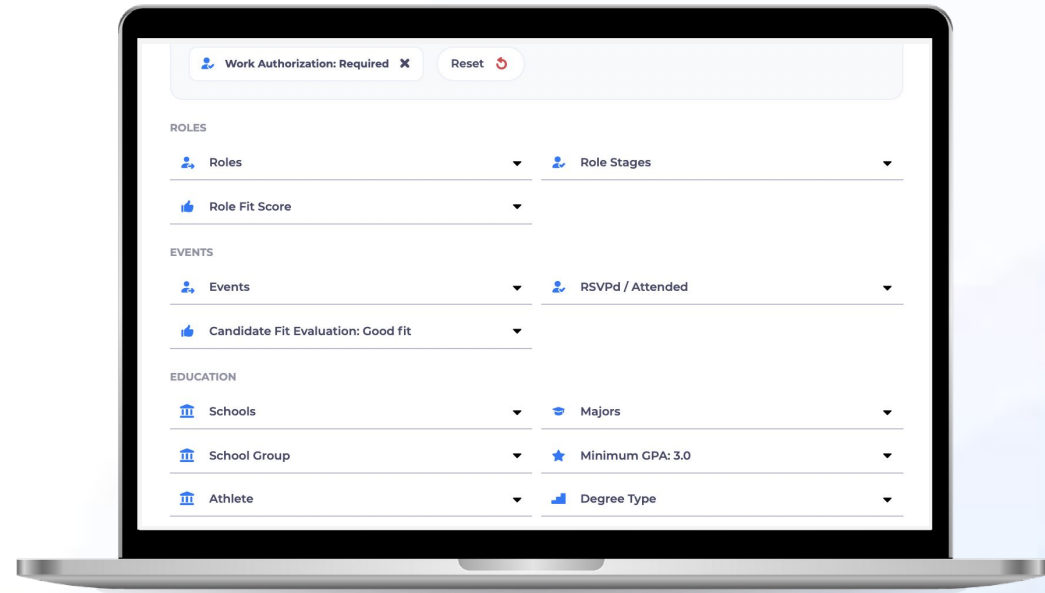 Work Authorization: Required
Reset
ROLES
Roles
Role Stages
Role Fit Score
EVENTS
Events
RSVPd / Attended
Candidate Fit Evaluation: Good fit
EDUCATION
Schools
Majors
School Group
Minimum GPA: 3.0
Athlete
Degree Type